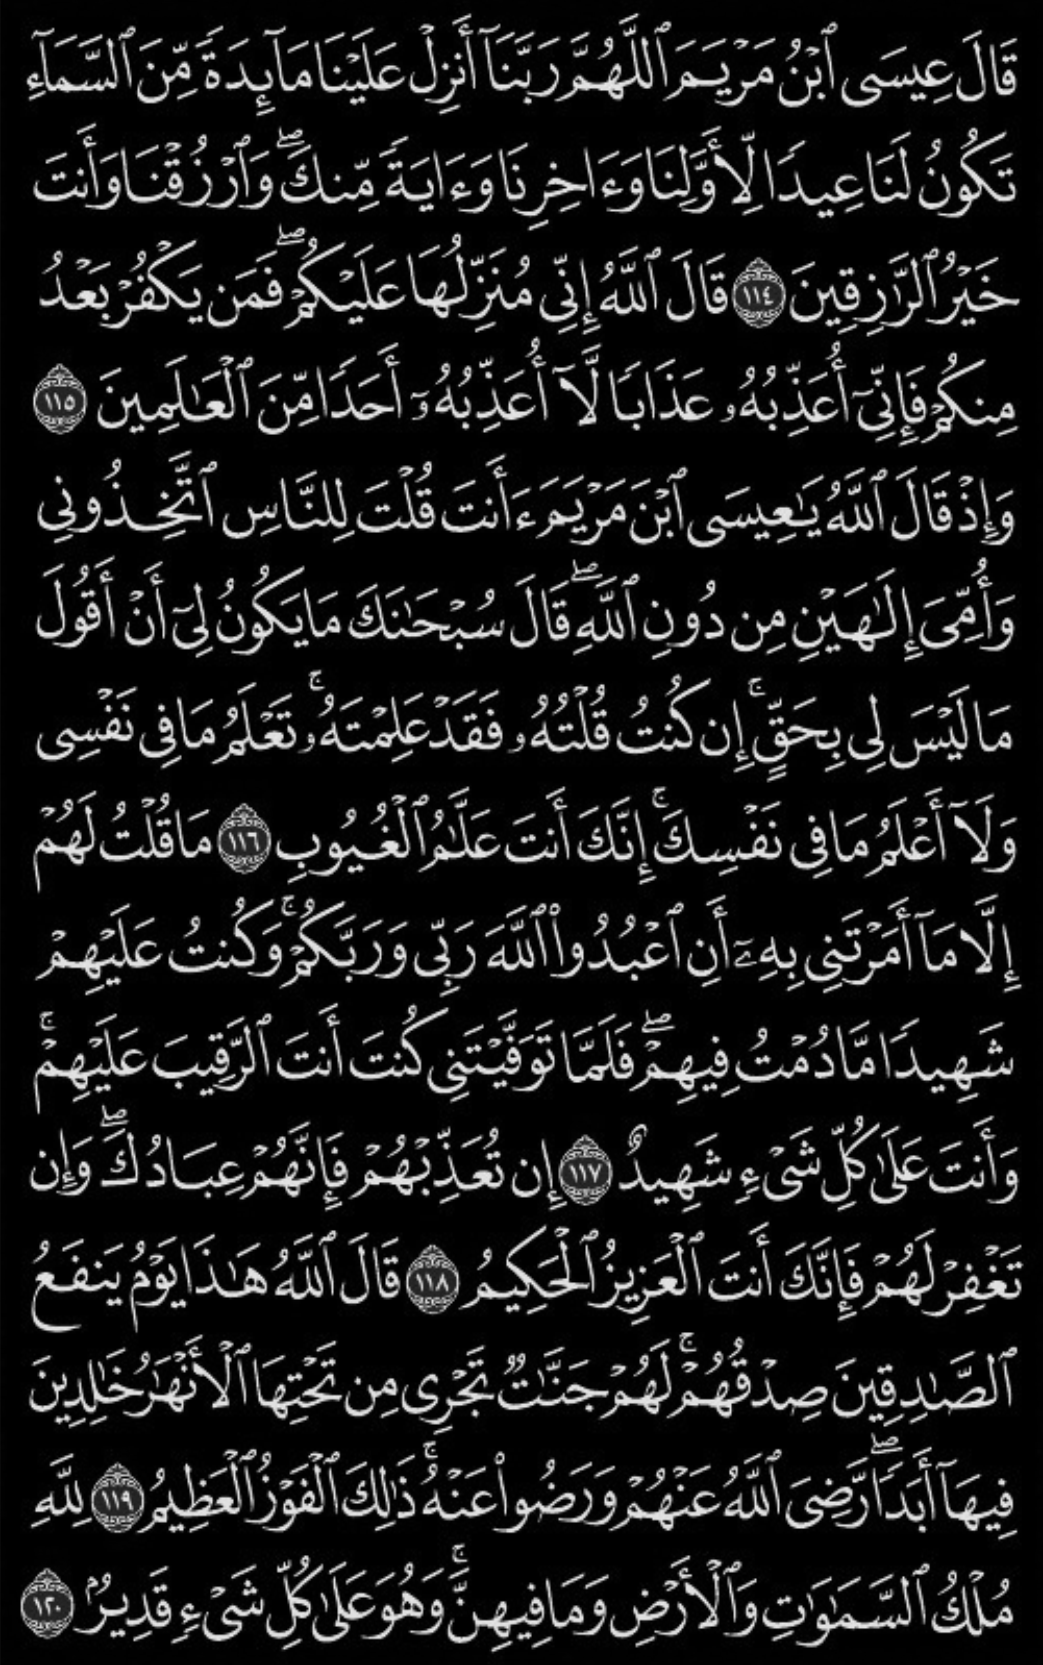 قَالَ عِيسَى ٱبْنُ مَرْيَمَ ٱللَّهُمَّ رَبَّنَآ أَنزِلْ عَلَيْنَا مَآئِدَةً مِّنَ ٱلسَّمَآءِ
تَكُونُ لَنَا عِيدًا لِّأَوَّلِنَا وَءَاخِرِنَا وَءَايَةً مِّنكَ ۖ وَٱرْزُقْنَا وَأَنتَ
خَيْرُ ٱلرَّٰزِقِينَ ١١٤ قَالَ ٱللَّهُ إِنِّى مُنَزِّلُهَا عَلَيْكُمْ ۖ فَمَن يَكْفُرْ بَعْدُ
مِنكُمْ فَإِنِّىٓ أُعَذِّبُهُۥ عَذَابًا لَّآ أُعَذِّبُهُۥٓ أَحَدًا مِّنَ ٱلْعَٰلَمِينَ ١١٥
وَإِذْ قَالَ ٱللَّهُ يَٰعِيسَى ٱبْنَ مَرْيَمَ ءَأَنتَ قُلْتَ لِلنَّاسِ ٱتَّخِذُونِى
وَأُمِّىَ إِلَٰهَيْنِ مِن دُونِ ٱللَّهِ ۖ قَالَ سُبْحَٰنَكَ مَا يَكُونُ لِىٓ أَنْ أَقُولَ
مَا لَيْسَ لِى بِحَقٍّ ۚ إِن كُنتُ قُلْتُهُۥ فَقَدْ عَلِمْتَهُۥ ۚ تَعْلَمُ مَا فِى نَفْسِى
وَلَآ أَعْلَمُ مَا فِى نَفْسِكَ ۚ إِنَّكَ أَنتَ عَلَّٰمُ ٱلْغُيُوبِ ١١٦ مَا قُلْتُ لَهُمْ
إِلَّا مَآ أَمَرْتَنِى بِهِۦٓ أَنِ ٱعْبُدُوا۟ ٱللَّهَ رَبِّى وَرَبَّكُمْ ۚ وَكُنتُ عَلَيْهِمْ
شَهِيدًا مَّا دُمْتُ فِيهِمْ ۖ فَلَمَّا تَوَفَّيْتَنِى كُنتَ أَنتَ ٱلرَّقِيبَ عَلَيْهِمْ ۚ
وَأَنتَ عَلَىٰ كُلِّ شَىْءٍ شَهِيدٌ ١١٧ إِن تُعَذِّبْهُمْ فَإِنَّهُمْ عِبَادُكَ ۖ وَإِن
تَغْفِرْ لَهُمْ فَإِنَّكَ أَنتَ ٱلْعَزِيزُ ٱلْحَكِيمُ ١١٨ قَالَ ٱللَّهُ هَٰذَا يَوْمُ يَنفَعُ
ٱلصَّٰدِقِينَ صِدْقُهُمْ ۚ لَهُمْ جَنَّٰتٌ تَجْرِى مِن تَحْتِهَا ٱلْأَنْهَٰرُ خَٰلِدِينَ
فِيهَآ أَبَدًا ۖ رَّضِىَ ٱللَّهُ عَنْهُمْ وَرَضُوا۟ عَنْهُ ۚ ذَٰلِكَ ٱلْفَوْزُ ٱلْعَظِيمُ ١١٩ لِلَّهِ
مُلْكُ ٱلسَّمَٰوَٰتِ وَٱلْأَرْضِ وَمَا فِيهِنَّ ۚ وَهُوَ عَلَىٰ كُلِّ شَىْءٍ قَدِيرٌۢ ١٢٠